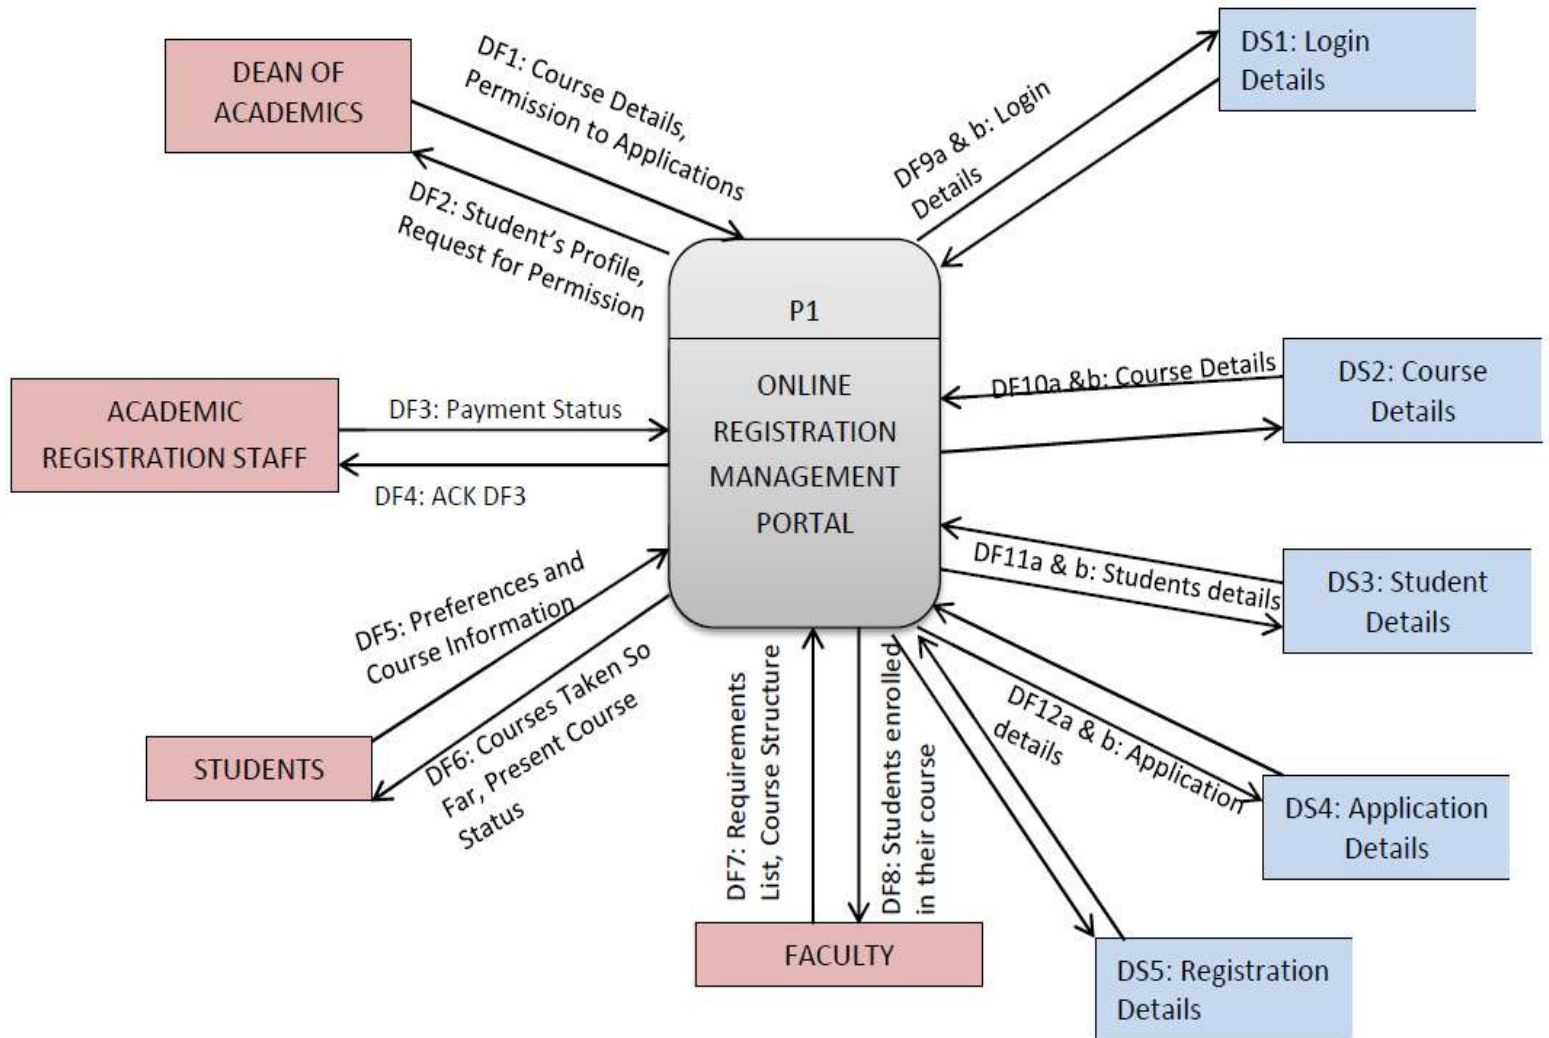 DEAN OF
ACADEMICS
DF1: Course Details,
Permission to Applications
DF2: Student’s Profile,
Request for Permission
ACADEMIC
REGISTRATION STAFF
DF3: Payment Status
DF4: ACK DF3
STUDENTS
DF5: Preferences and
Course Information
DF6: Courses Taken So
Far, Present Course
Status
P1
ONLINE
REGISTRATION
MANAGEMENT
PORTAL
DF7: Requirements
List, Course Structure
DF8: Students enrolled
in their course
FACULTY
DF9a & b: Login
Details
DS1: Login
Details
DF10a &b: Course Details
DS2: Course
Details
DF11a & b: Students details
DS3: Student
Details
DF12a & b: Application
details
DS4: Application
Details
DS5: Registration
Details